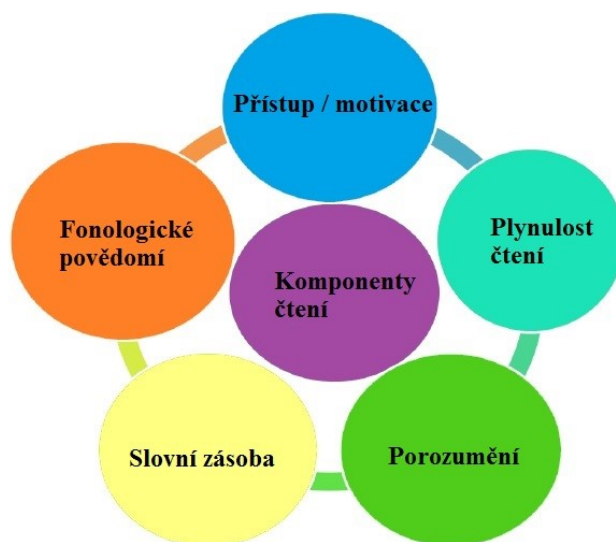 Přístup / motivace
Fonologické
povědomí
Plynulost
čtení
Komponenty
čtení
Slovní zásoba
Porozumění